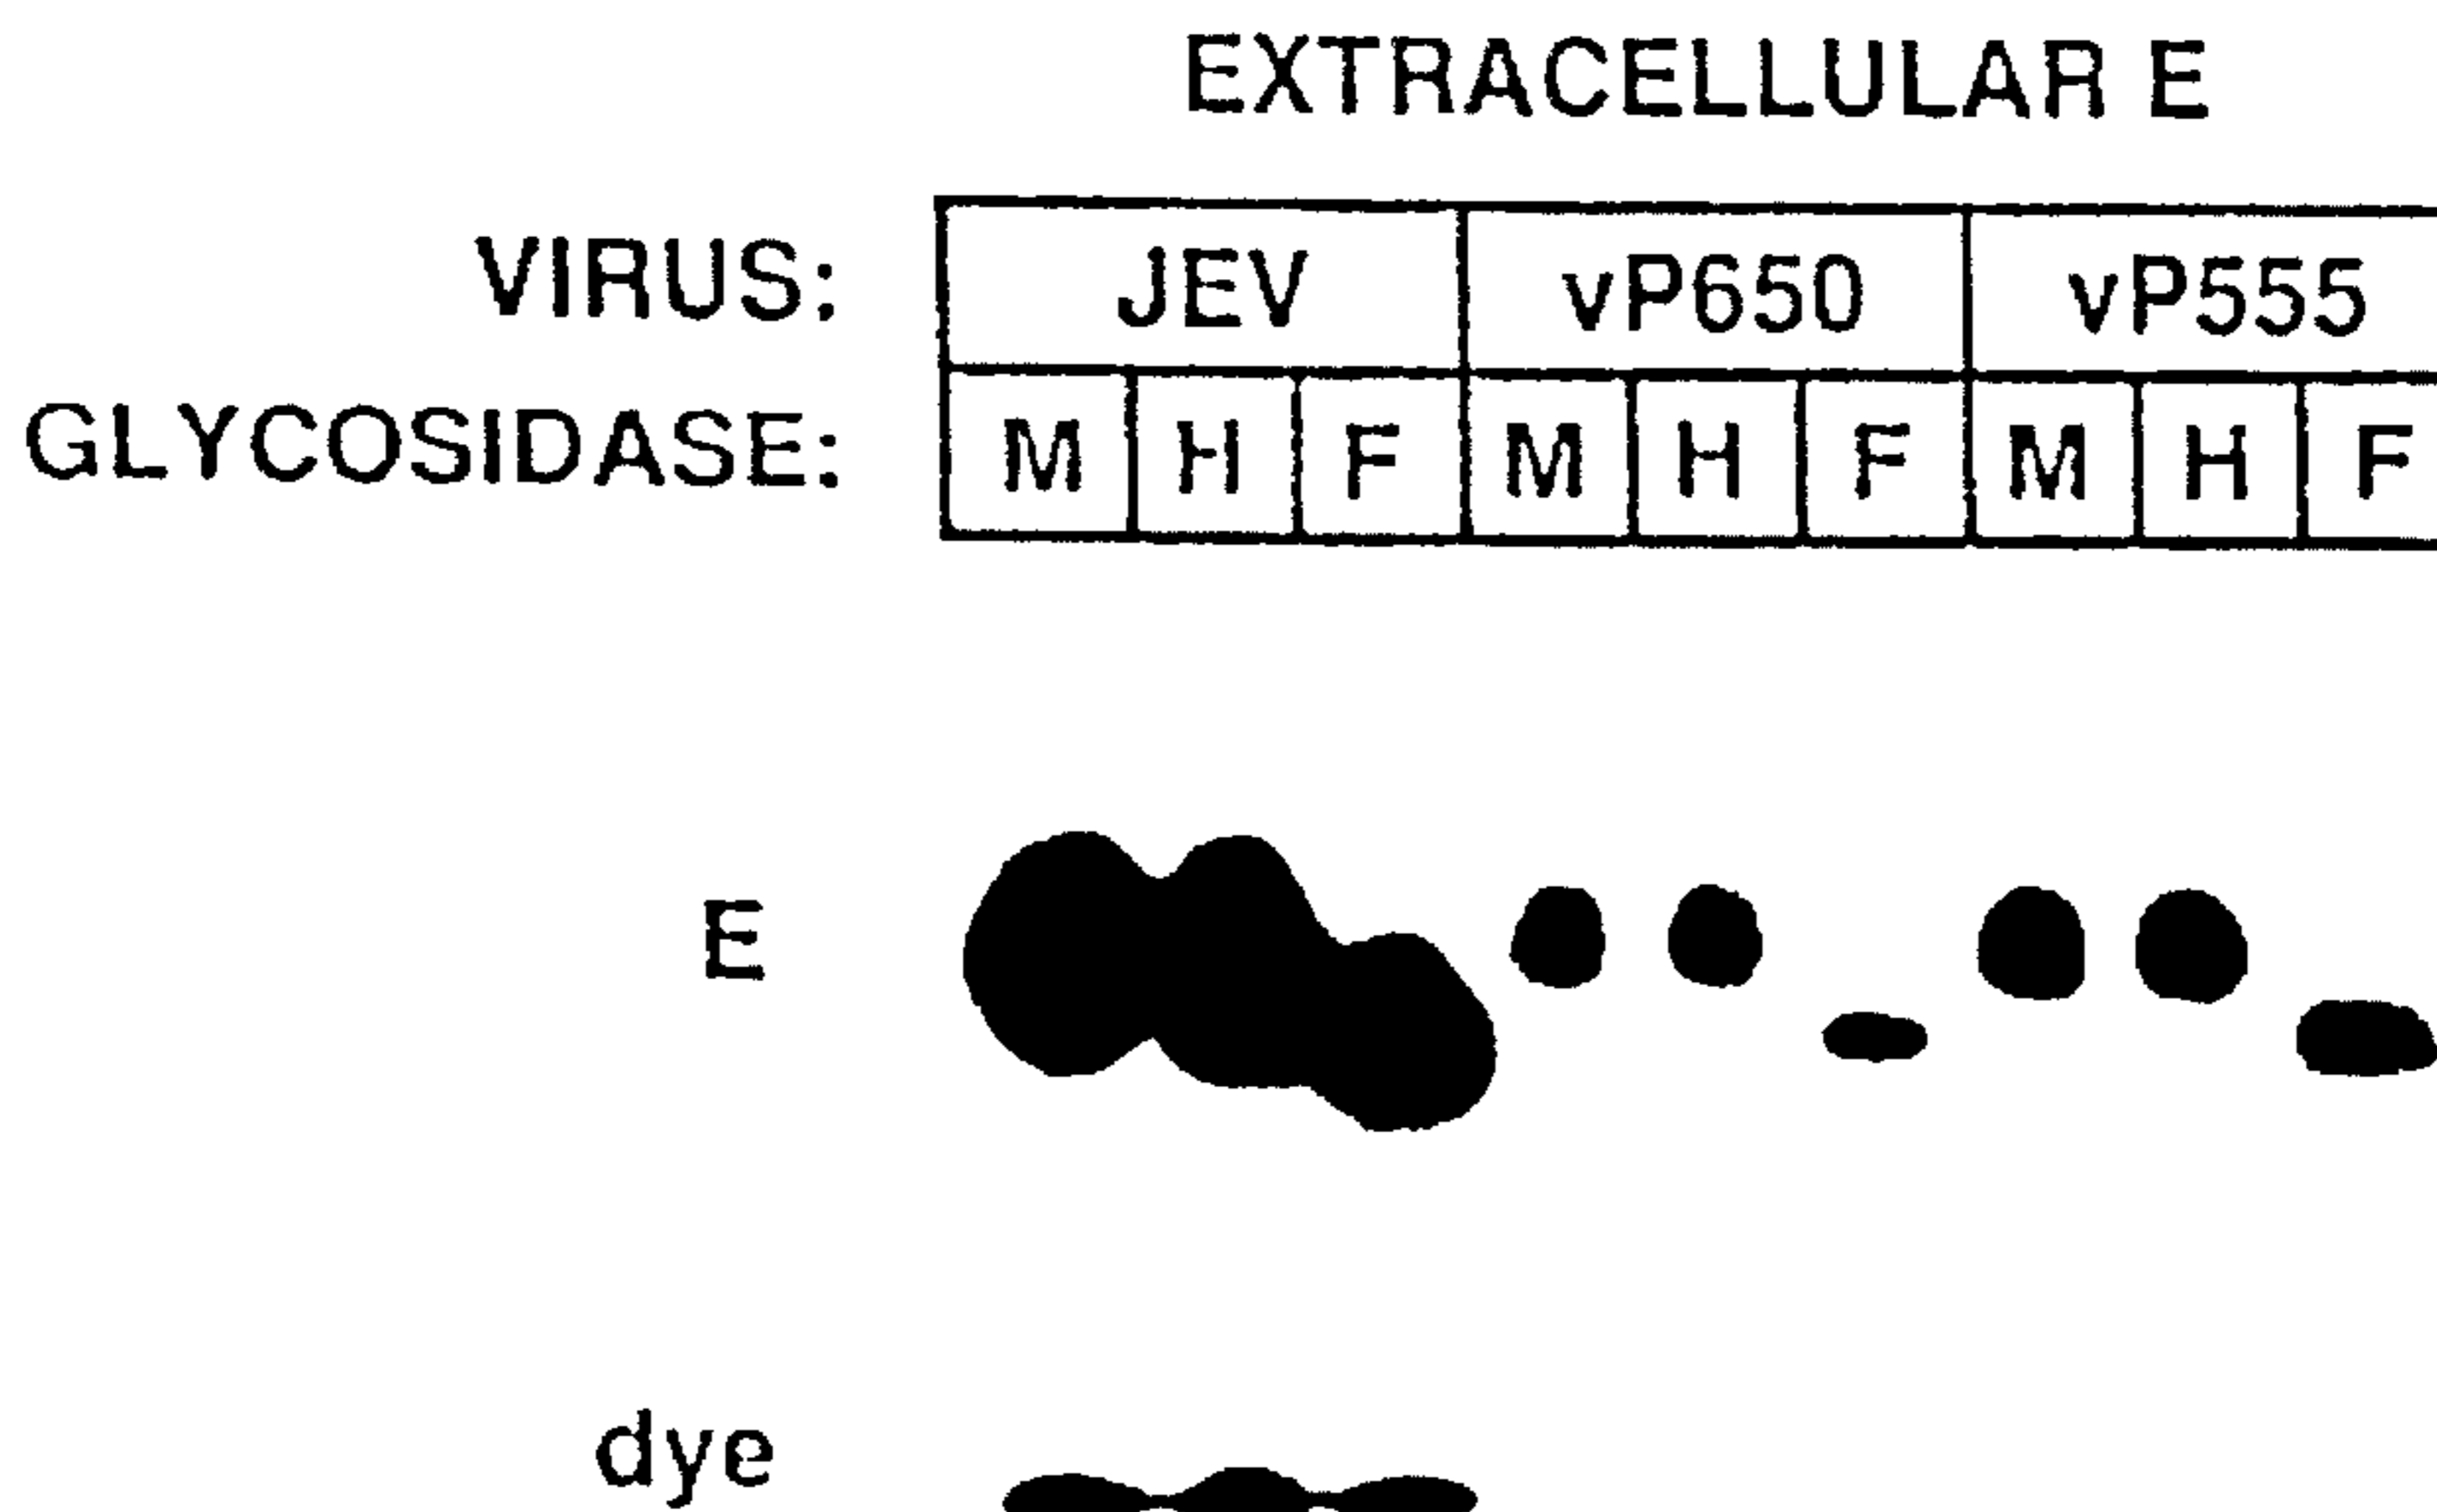 EXTRACELLULAR E
VIRUS: JEV vP650 vP555
GLYCOSIDASE: M H F M H F M H F
E
dye